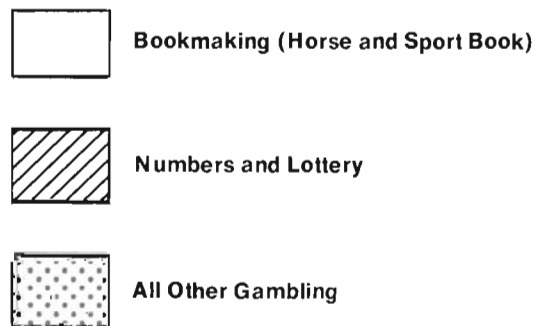 Bookmaking (Horse and Sport Book)
Numbers and Lottery
All Other Gambling